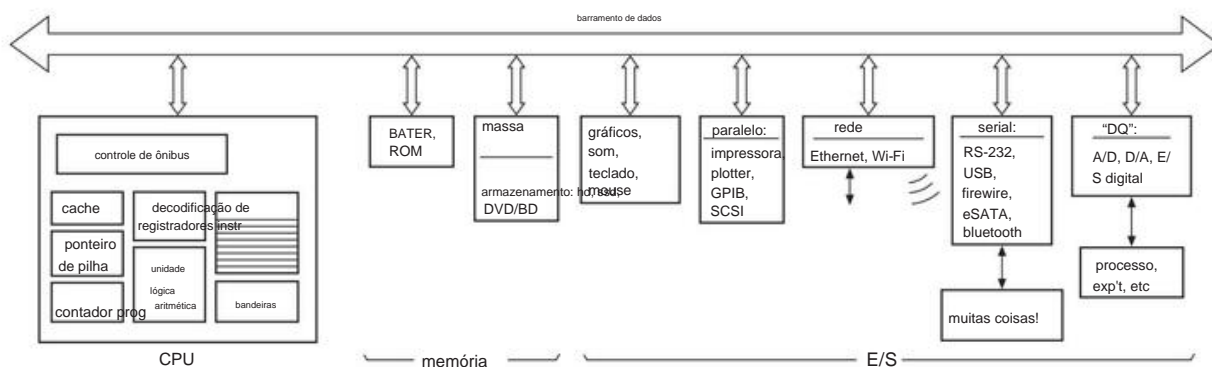 barramento de dados
controle de ônibus
cache
ponteiro
de pilha
contador prog
decodificação de
registradores instr
unidade
lógica
aritmética
bandeiras
CPU
BATER,
ROM
massa
armazenamento: hd, ssd,
DVD/BD
memória
gráficos,
som,
teclado,
mouse
paralelo:
impressora,
plotter,
GPIB
SCSI
rede
Ethernet, Wi-Fi
serial:
RS-232,
USB,
firewire,
eSATA,
bluetooth
muitas coisas!
“DQ”:
A/D, D/A, E/
S digital
processo,
exp't, etc
E/S